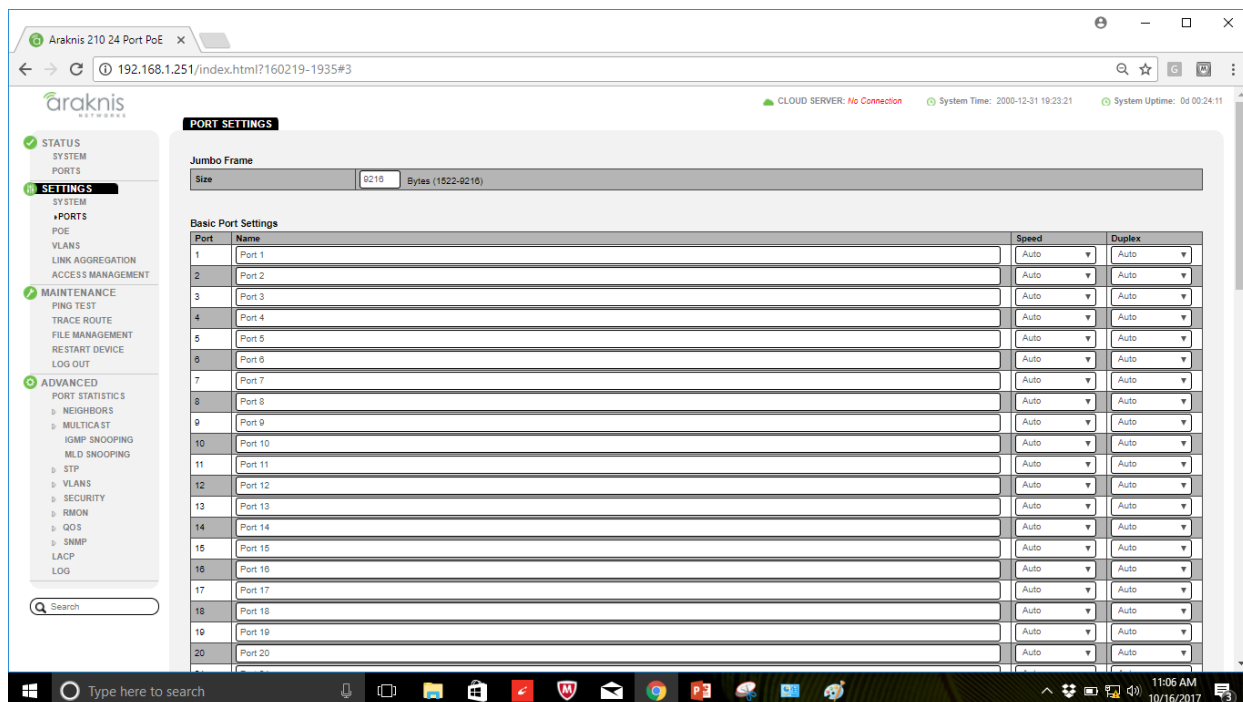 Araknis 210 24 Port PoE
192.168.1.251/index.html?160219-1935#3
araknis
NETWORKS
CLOUD SERVER: No Connection
System Time: 2000-12-31 19:23:21
System Uptime: 0d 00:24:11
STATUS
SYSTEM
PORTS
SETTINGS
SYSTEM
PORTS
POE
VLANS
LINK AGGREGATION
ACCESS MANAGEMENT
MAINTENANCE
PING TEST
TRACE ROUTE
FILE MANAGEMENT
RESTART DEVICE
LOG OUT
ADVANCED
PORT STATISTICS
NEIGHBORS
MULTICAST
IGMP SNOOPING
MLD SNOOPING
STP
VLANS
SECURITY
RMON
QOS
SNMP
LACP
LOG
Search
PORT SETTINGS
Jumbo Frame
Size 9216 Bytes (1522-9216)
Basic Port Settings
Port Name Speed Duplex
1 Port 1 Auto Auto
2 Port 2 Auto Auto
3 Port 3 Auto Auto
4 Port 4 Auto Auto
5 Port 5 Auto Auto
6 Port 6 Auto Auto
7 Port 7 Auto Auto
8 Port 8 Auto Auto
9 Port 9 Auto Auto
10 Port 10 Auto Auto
11 Port 11 Auto Auto
12 Port 12 Auto Auto
13 Port 13 Auto Auto
14 Port 14 Auto Auto
15 Port 15 Auto Auto
16 Port 16 Auto Auto
17 Port 17 Auto Auto
18 Port 18 Auto Auto
19 Port 19 Auto Auto
20 Port 20 Auto Auto
Type here to search
11:06 AM
10/16/2017